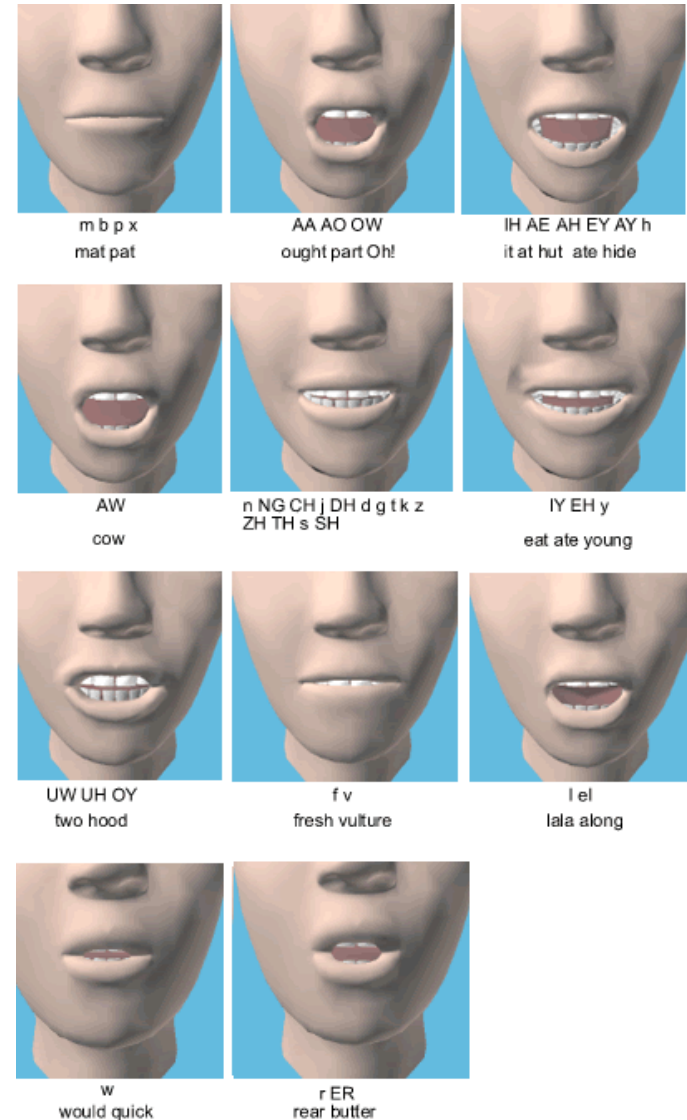 m b p x
mat pat
AA AO OW
ought part Oh!
IH AE AH EY AY h
it at hut ate hide
AW
cow
n NG CH j DH d g t k z
ZH TH s SH
IY EH y
eat ate young
UW UH OY
two hood
f v
fresh vulture
l el
lala along
w
would quick
r ER
rear butter